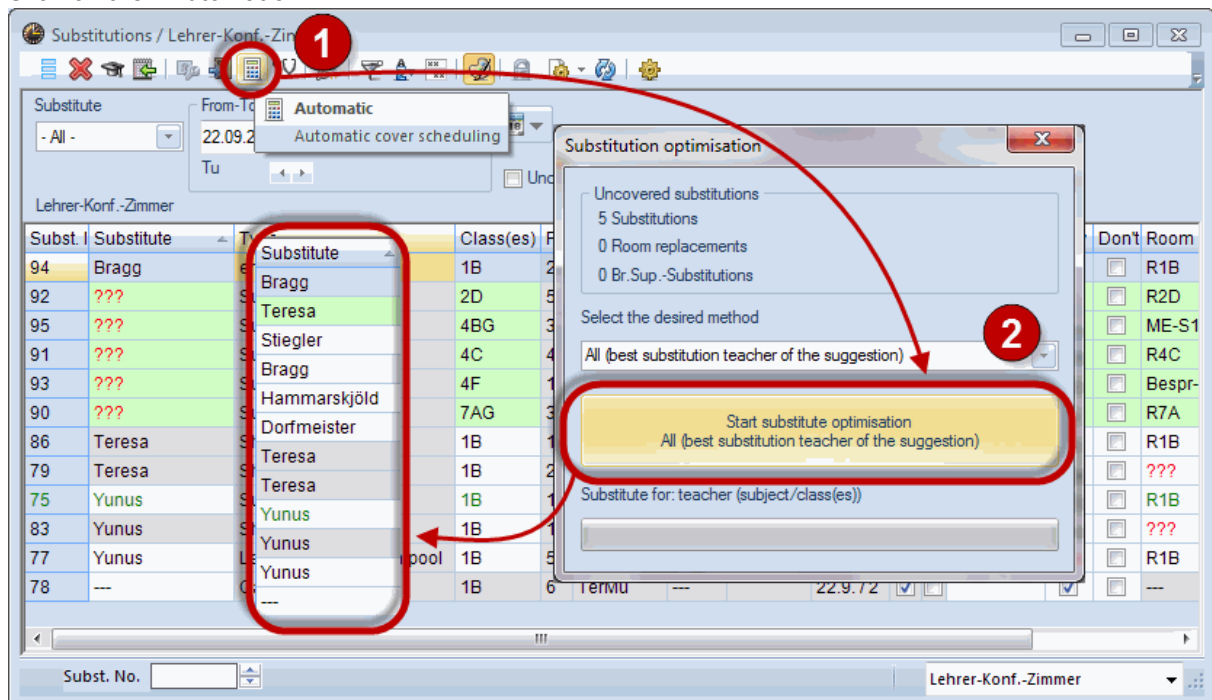 Substitutions / Lehrer-Konf.-Zim
1
Automatic
Automatic cover scheduling
Substitute
From-To
- All -
22.09.2
Tu
Unc
Lehrer-Konf.-Zimmer
Subst. Substitute Class(es) Don't Room
94 Bragg 1B R1B
92 ??? 2D R2D
95 ??? 4BG ME-S1
91 ??? 4C R4C
93 ??? 4F Bespr-
90 ??? 7AG R7A
86 Teresa 1B R1B
79 Teresa 1B ???
75 Yunus 1B R1B
83 Yunus 1B ???
77 Yunus pool 1B R1B
78 --- 1B 6 TerMu --- 22.9. / 2 ---
Substitute
Bragg
Teresa
Stiegler
Bragg
Hammarskjöld
Dorfmeister
Teresa
Teresa
Yunus
Yunus
Yunus
---
Substitution optimisation
Uncovered substitutions
5 Substitutions
0 Room replacements
0 Br.Sup.-Substitutions
Select the desired method
2
All (best substitution teacher of the suggestion)
Start substitute optimisation
All (best substitution teacher of the suggestion)
Substitute for: teacher (subject/class(es))
Subst. No.
Lehrer-Konf.-Zimmer